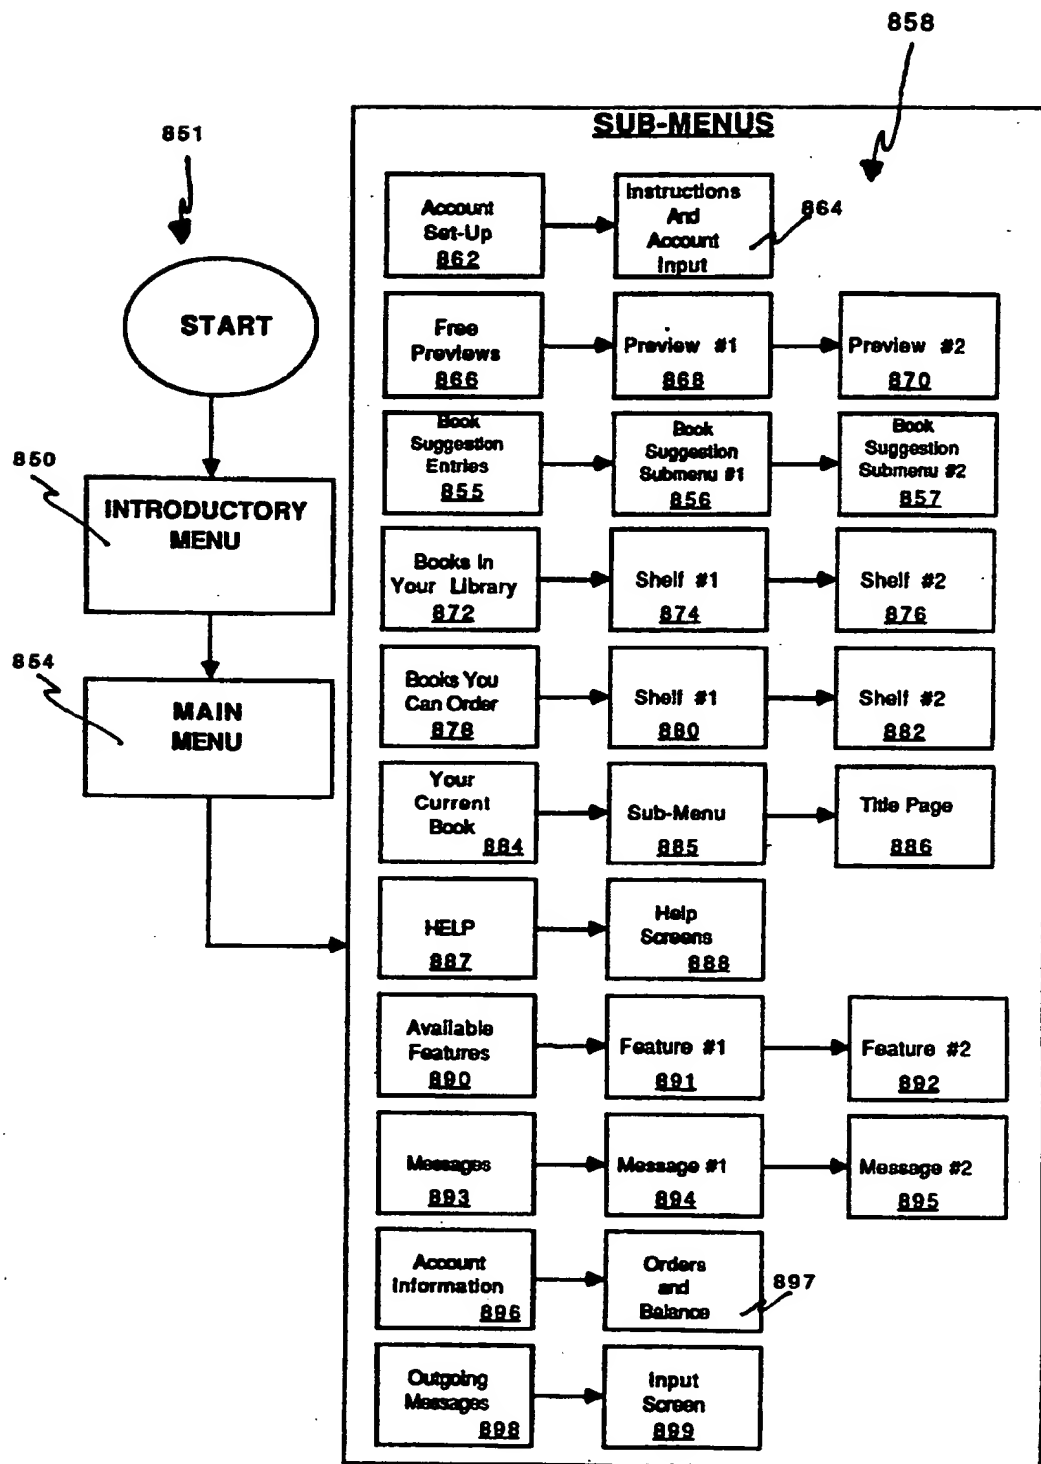 858
851
SUB-MENUS
START
850
INTRODUCTORY
MENU
854
MAIN
MENU
Account
Set-Up
862
Instructions
And
Account
Input
864
Free
Previews
866
Preview #1
868
Preview #2
870
Book
Suggestion
Entries
855
Book
Suggestion
Submenu #1
856
Book
Suggestion
Submenu #2
857
Books In
Your Library
872
Shelf #1
874
Shelf #2
876
Books You
Can Order
878
Shelf #1
880
Shelf #2
882
Your
Current
Book
884
Sub-Menu
885
Title Page
886
HELP
887
Help
Screens
888
Available
Features
890
Feature #1
891
Feature #2
892
Messages
893
Message #1
894
Message #2
895
Account
Information
896
Orders
and
Balance
897
Outgoing
Messages
898
Input
Screen
899